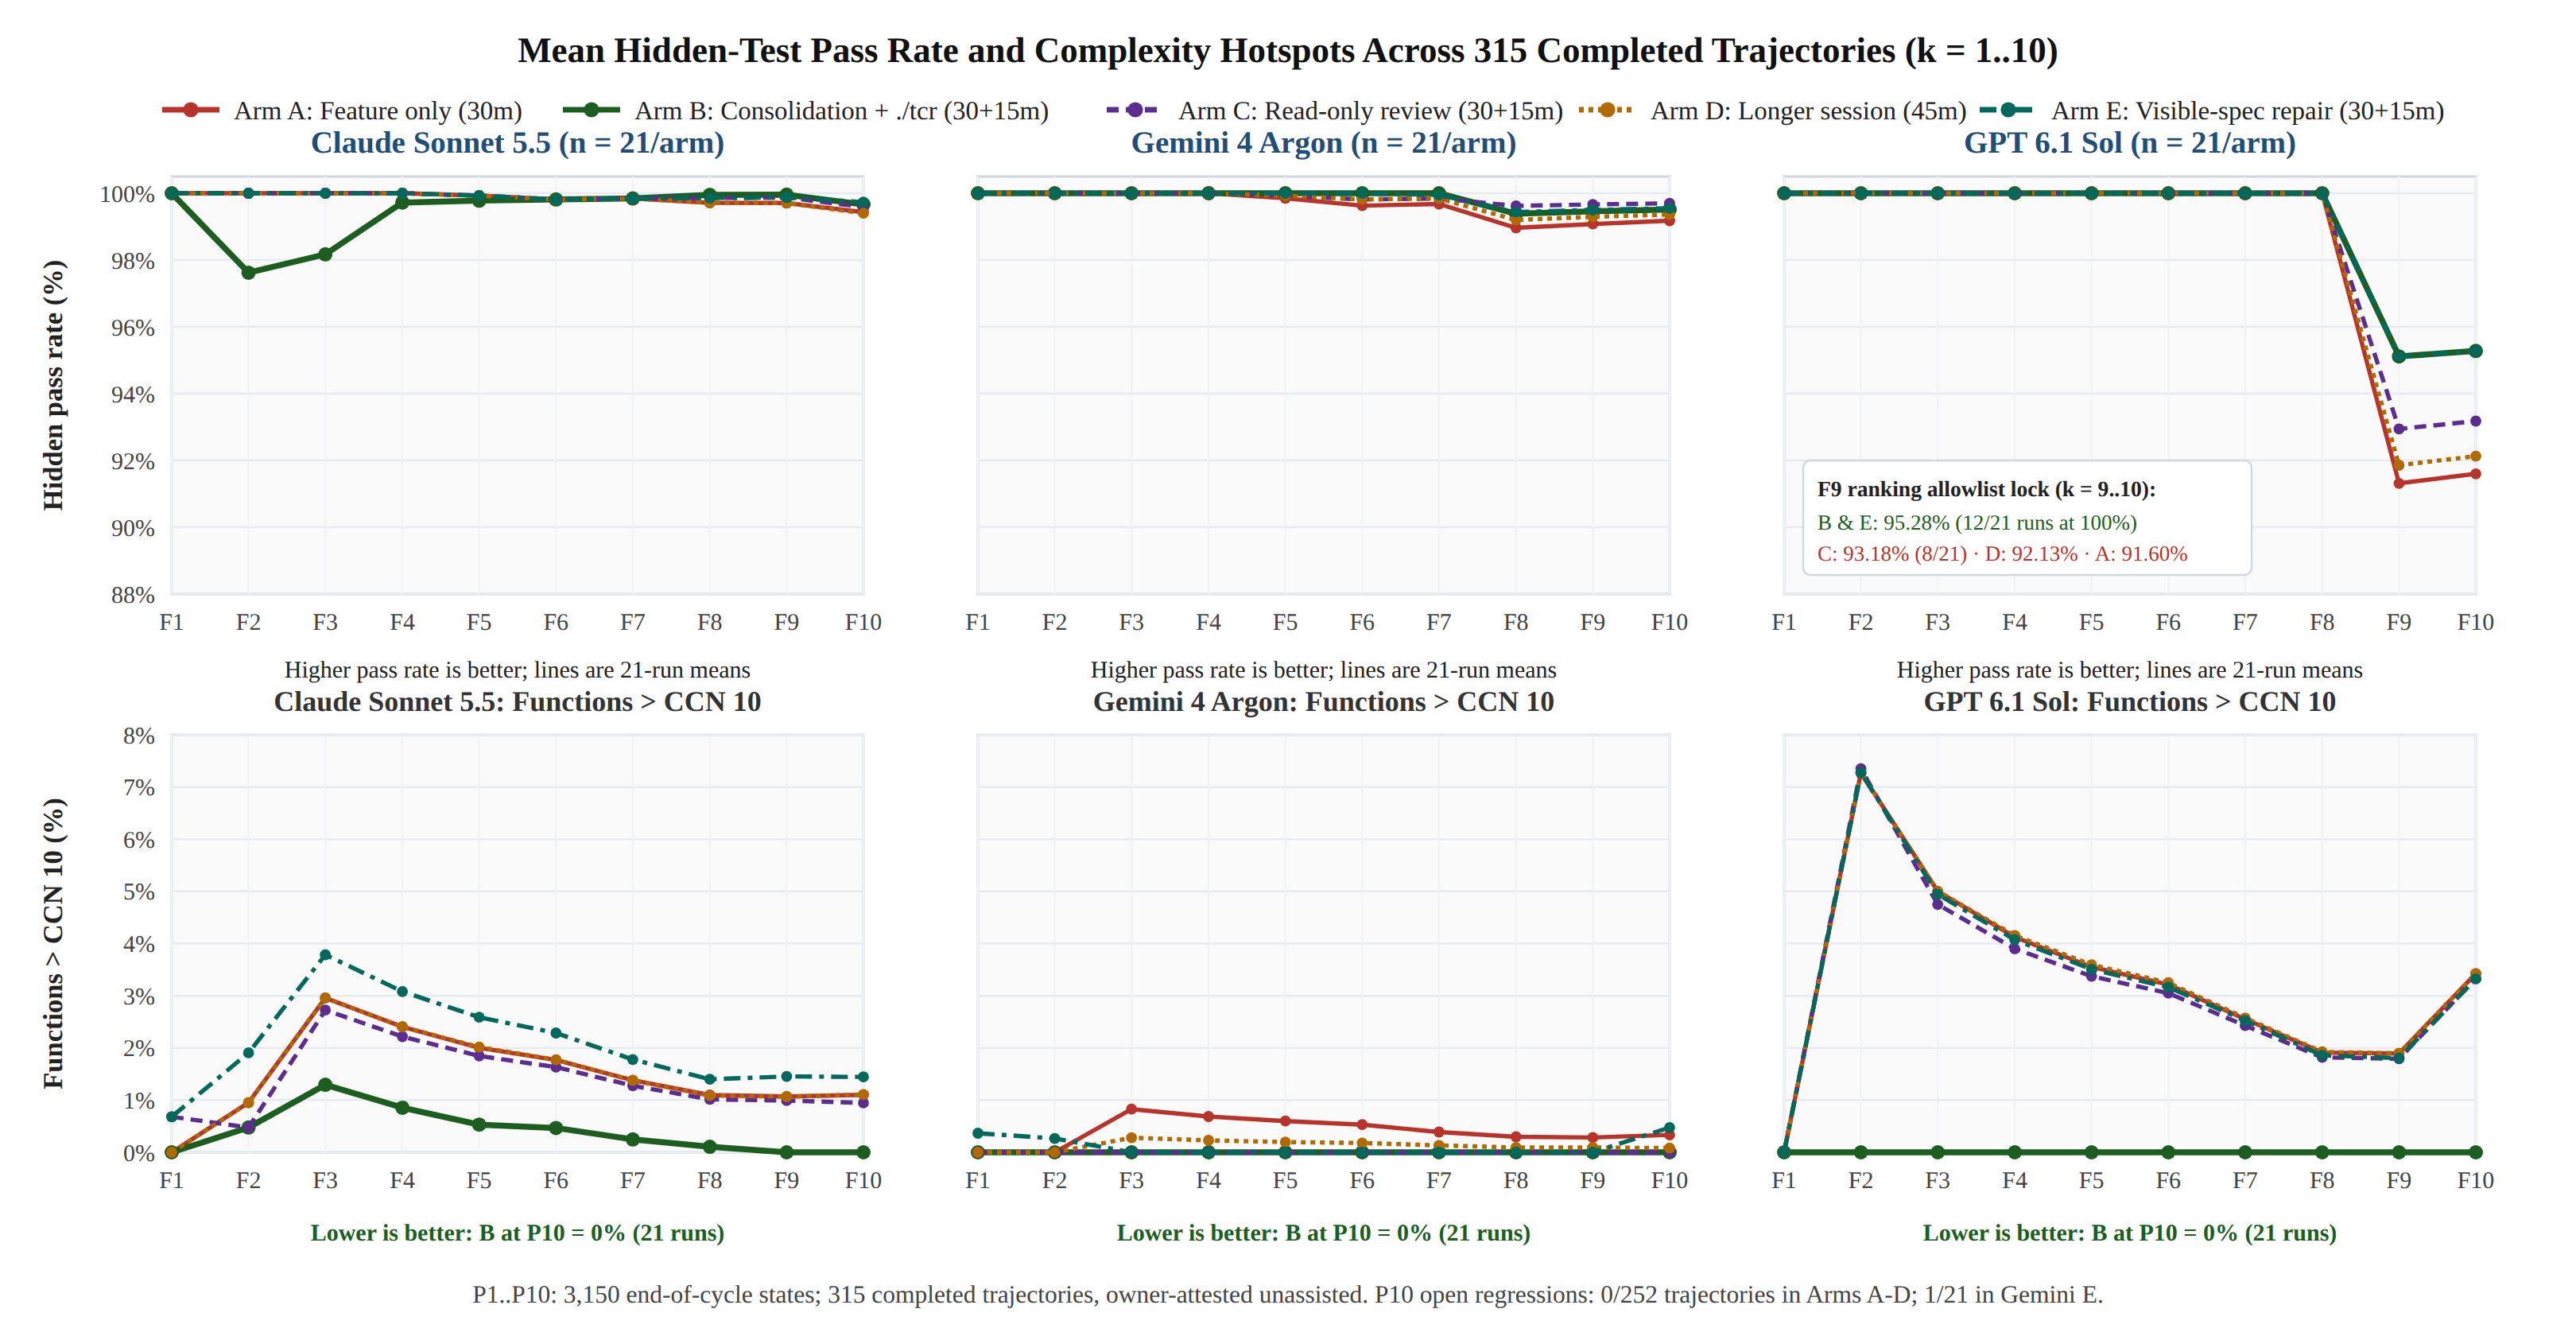 Mean Hidden-Test Pass Rate and Complexity Hotspots Across 315 Completed Trajectories (k = 1..10)
Arm A: Feature only (30m) Arm B: Consolidation + ./tcr (30+15m) Arm C: Read-only review (30+15m) Arm D: Longer session (45m) Arm E: Visible-spec repair (30+15m)
Claude Sonnet 5.5 (n = 21/arm)
Hidden pass rate (%)
100%
98%
96%
94%
92%
90%
88%
F1 F2 F3 F4 F5 F6 F7 F8 F9 F10
Higher pass rate is better; lines are 21-run means
Gemini 4 Argon (n = 21/arm)
F1 F2 F3 F4 F5 F6 F7 F8 F9 F10
Higher pass rate is better; lines are 21-run means
GPT 6.1 Sol (n = 21/arm)
F9 ranking allowlist lock (k = 9..10):
B & E: 95.28% (12/21 runs at 100%)
C: 93.18% (8/21) · D: 92.13% · A: 91.60%
F1 F2 F3 F4 F5 F6 F7 F8 F9 F10
Higher pass rate is better; lines are 21-run means
Claude Sonnet 5.5: Functions > CCN 10
Functions > CCN 10 (%)
8%
7%
6%
5%
4%
3%
2%
1%
0%
F1 F2 F3 F4 F5 F6 F7 F8 F9 F10
Lower is better: B at P10 = 0% (21 runs)
Gemini 4 Argon: Functions > CCN 10
F1 F2 F3 F4 F5 F6 F7 F8 F9 F10
Lower is better: B at P10 = 0% (21 runs)
GPT 6.1 Sol: Functions > CCN 10
F1 F2 F3 F4 F5 F6 F7 F8 F9 F10
Lower is better: B at P10 = 0% (21 runs)
P1..P10: 3,150 end-of-cycle states; 315 completed trajectories, owner-attested unassisted. P10 open regressions: 0/252 trajectories in Arms A-D; 1/21 in Gemini E.